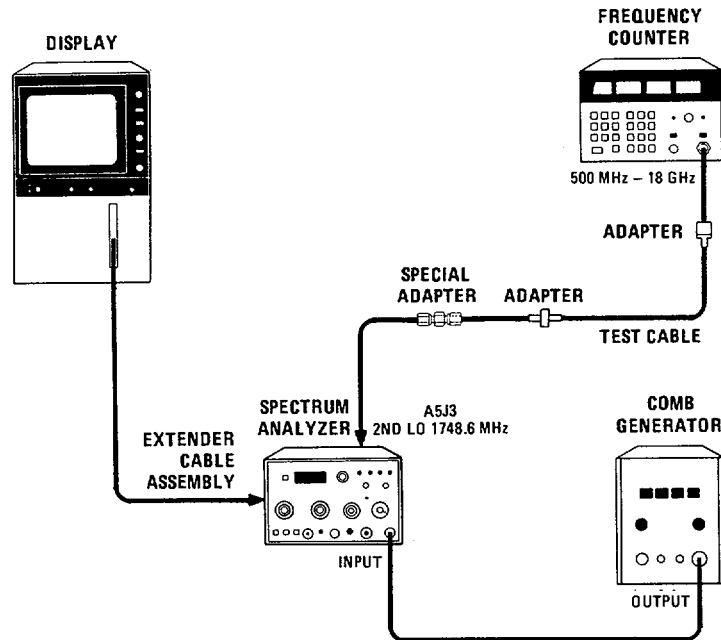 DISPLAY
FREQUENCY
COUNTER
500 MHz – 18 GHz
ADAPTER
SPECIAL
ADAPTER
ADAPTER
TEST CABLE
SPECTRUM
ANALYZER
A5J3
2ND LO 1748.6 MHz
COMB
GENERATOR
EXTENDER
CABLE
ASSEMBLY
INPUT
OUTPUT